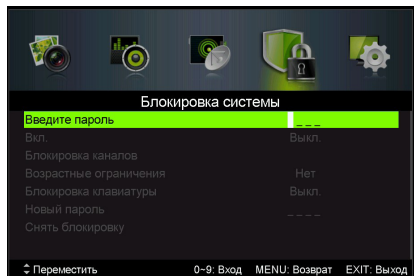 Блокировка системы
Введите пароль _ _ _
Вкл. Выкл.
Блокировка каналов
Возрастные ограничения Нет
Блокировка клавиатуры Выкл.
Новый пароль _ _ _ _
Снять блокировку
Переместить 0~9: Вход MENU: Возврат EXIT: Выход